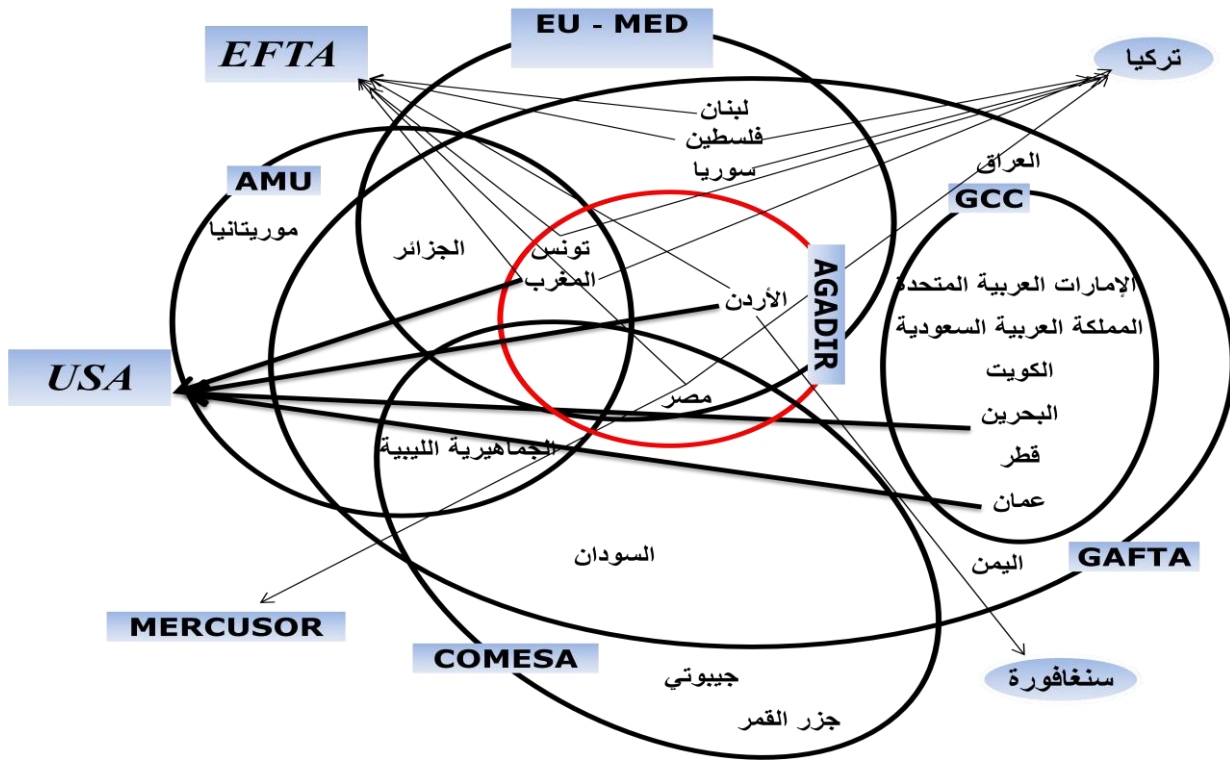 EU - MED
EFTA
تركيا
لبنان
فلسطين
العراق
سوريا
AMU
GCC
موريتانيا
الجزائر
تونس
المغرب
AGADIR
الأردن
الإمارات العربية المتحدة
المملكة العربية السعودية
الكويت
USA
مصر
البحرين
الجماهيرية الليبية
قطر
عمان
السودان
اليمن
GAFTA
MERCUSOR
COMESA
جيبوتي
سنغافورة
جزر القمر